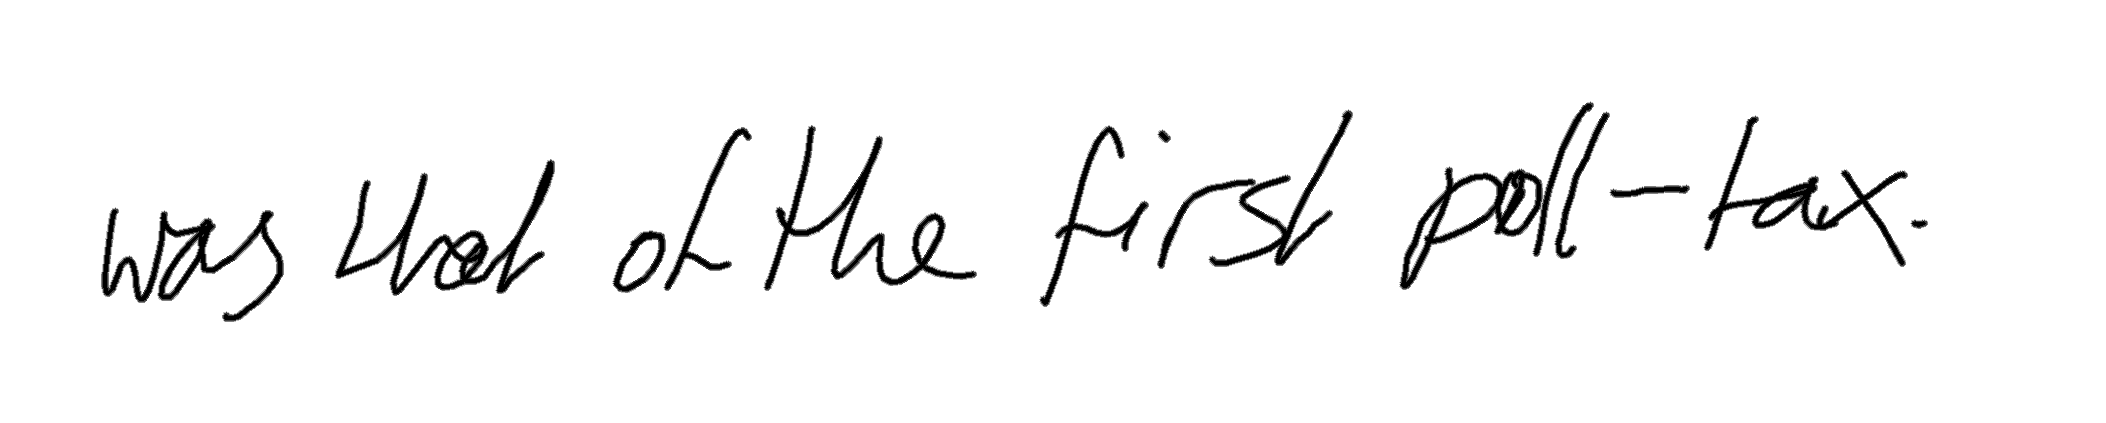 was that of the first poll-tax.